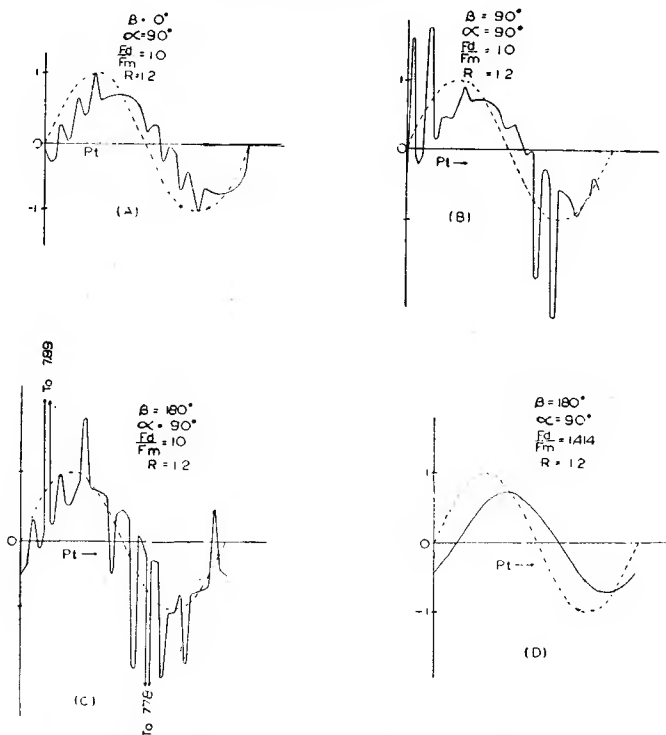 β = 0°
α = 90°
Fd
Fm = 10
R = 1.2
1
0
Pt
-1
(A)
β = 90°
α = 90°
Fd
Fm = 10
R = 1.2
1
0
Pt →
-1
(B)
To 7.89
β = 180°
α = 90°
Fd
Fm = 10
R = 1.2
0
Pt →
(C)
To 7.78
β = 180°
α = 90°
Fd
Fm = 1.414
R = 1.2
1
0
Pt →
-1
(D)